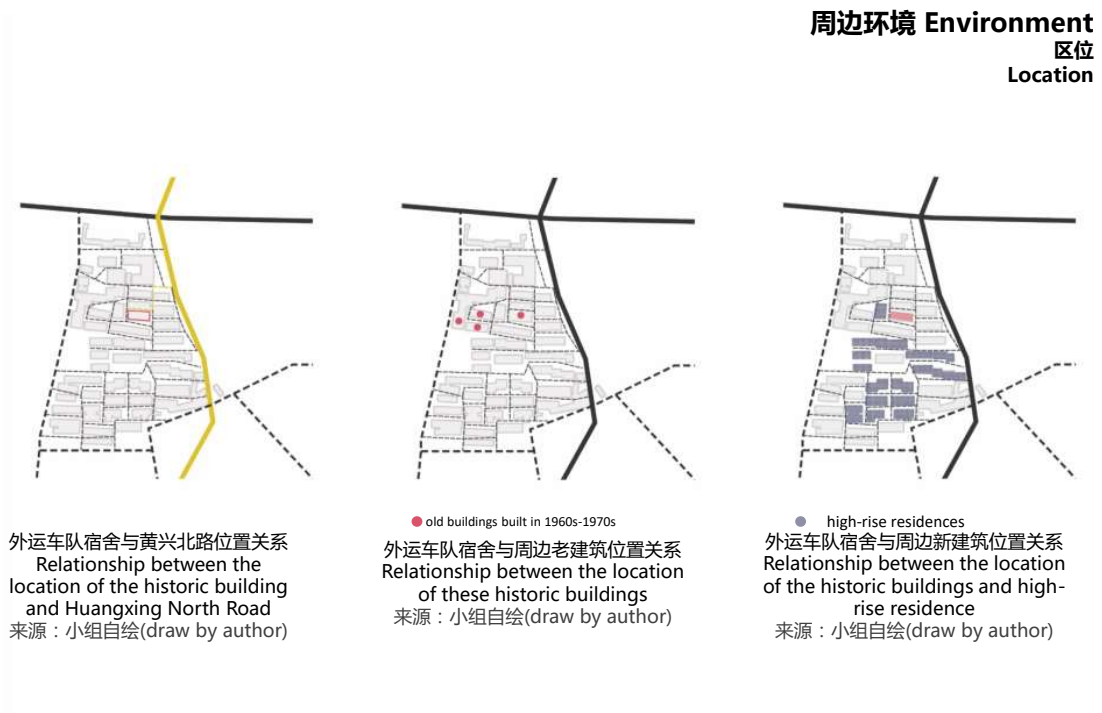 周边环境 Environment
区位
Location
外运车队宿舍与黄兴北路位置关系
Relationship between the
location of the historic building
and Huangxing North Road
来源：小组自绘(draw by author)
old buildings built in 1960s-1970s
外运车队宿舍与周边老建筑位置关系
Relationship between the location
of these historic buildings
来源：小组自绘(draw by author)
high-rise residences
外运车队宿舍与周边新建筑位置关系
Relationship between the location
of the historic buildings and high-
rise residence
来源：小组自绘(draw by author)